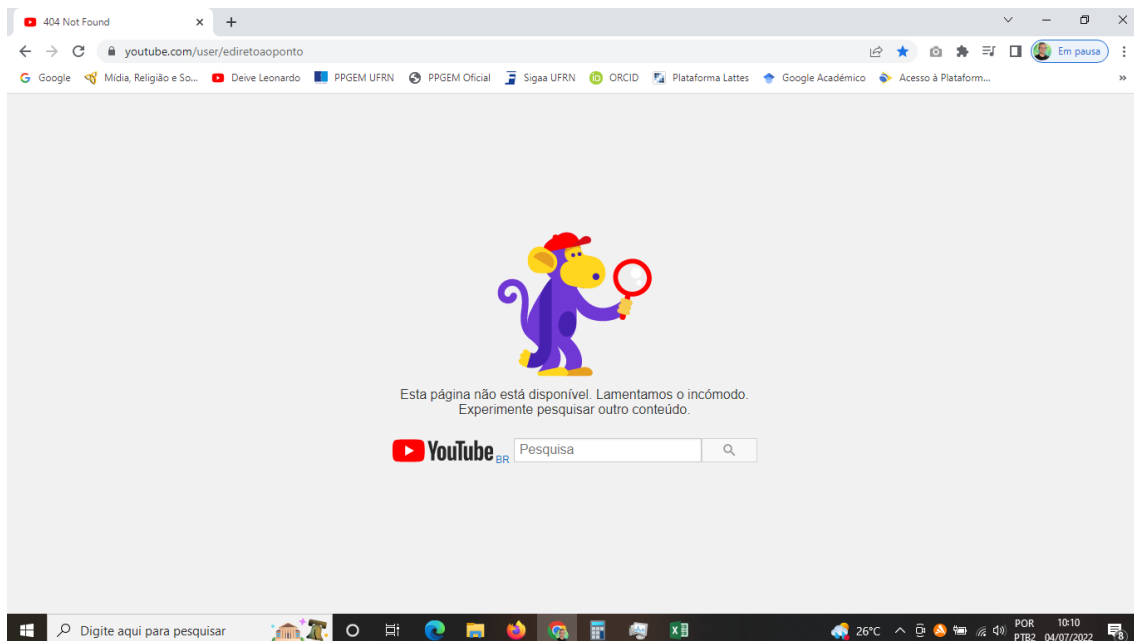 404 Not Found
youtube.com/user/ediretoaoponto
Em pausa
Google
Mídia, Religião e So...
Deive Leonardo
PPGEM UFRN
PPGEM Oficial
Sigaa UFRN
ORCID
Plataforma Lattes
Google Académico
Acesso à Plataform...
Esta página não está disponível. Lamentamos o incómodo.
Experimente pesquisar outro conteúdo.
YouTube BR
Pesquisa
Digite aqui para pesquisar
26°C
POR
PTB2
10:10
04/07/2022